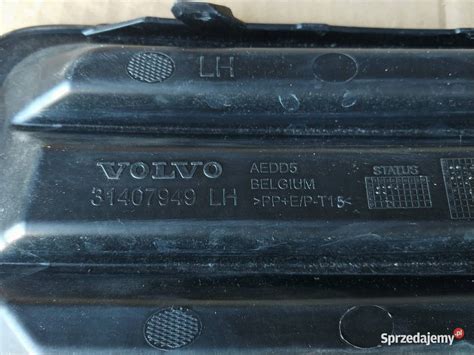 LH
VOLVO
31407949 LH
AEDD5
BELGIUM
>PP+E/P-T15<
STATUS
Sprzedajemy.pl